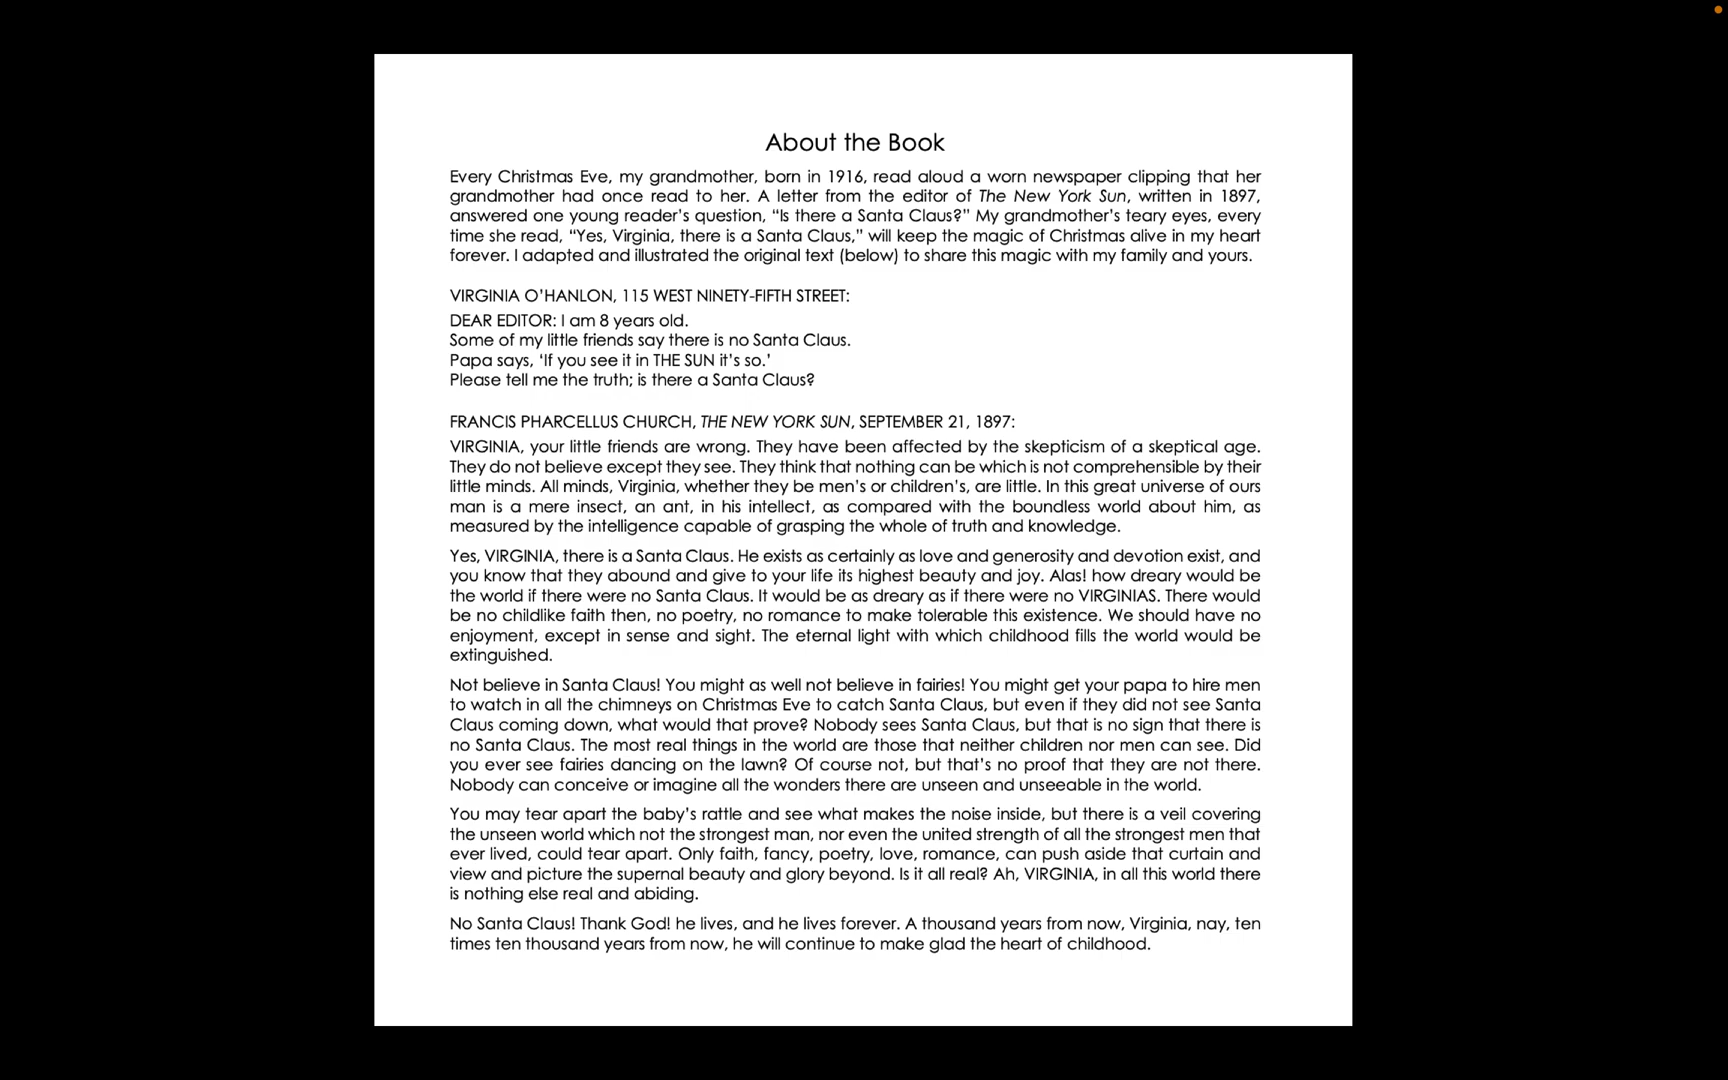 About the Book
Every Christmas Eve, my grandmother, born in 1916, read aloud a worn newspaper clipping that her
grandmother had once read to her. A letter from the editor of The New York Sun, written in 1897,
answered one young reader’s question, “Is there a Santa Claus?” My grandmother’s teary eyes, every
time she read, “Yes, Virginia, there is a Santa Claus,” will keep the magic of Christmas alive in my heart
forever. I adapted and illustrated the original text (below) to share this magic with my family and yours.
VIRGINIA O’HANLON, 115 WEST NINETY-FIFTH STREET:
DEAR EDITOR: I am 8 years old.
Some of my little friends say there is no Santa Claus.
Papa says, ‘If you see it in THE SUN it’s so.’
Please tell me the truth; is there a Santa Claus?
FRANCIS PHARCELLUS CHURCH, THE NEW YORK SUN, SEPTEMBER 21, 1897:
VIRGINIA, your little friends are wrong. They have been affected by the skepticism of a skeptical age.
They do not believe except they see. They think that nothing can be which is not comprehensible by their
little minds. All minds, Virginia, whether they be men’s or children’s, are little. In this great universe of ours
man is a mere insect, an ant, in his intellect, as compared with the boundless world about him, as
measured by the intelligence capable of grasping the whole of truth and knowledge.
Yes, VIRGINIA, there is a Santa Claus. He exists as certainly as love and generosity and devotion exist, and
you know that they abound and give to your life its highest beauty and joy. Alas! how dreary would be
the world if there were no Santa Claus. It would be as dreary as if there were no VIRGINIAS. There would
be no childlike faith then, no poetry, no romance to make tolerable this existence. We should have no
enjoyment, except in sense and sight. The eternal light with which childhood fills the world would be
extinguished.
Not believe in Santa Claus! You might as well not believe in fairies! You might get your papa to hire men
to watch in all the chimneys on Christmas Eve to catch Santa Claus, but even if they did not see Santa
Claus coming down, what would that prove? Nobody sees Santa Claus, but that is no sign that there is
no Santa Claus. The most real things in the world are those that neither children nor men can see. Did
you ever see fairies dancing on the lawn? Of course not, but that’s no proof that they are not there.
Nobody can conceive or imagine all the wonders there are unseen and unseeable in the world.
You may tear apart the baby’s rattle and see what makes the noise inside, but there is a veil covering
the unseen world which not the strongest man, nor even the united strength of all the strongest men that
ever lived, could tear apart. Only faith, fancy, poetry, love, romance, can push aside that curtain and
view and picture the supernal beauty and glory beyond. Is it all real? Ah, VIRGINIA, in all this world there
is nothing else real and abiding.
No Santa Claus! Thank God! he lives, and he lives forever. A thousand years from now, Virginia, nay, ten
times ten thousand years from now, he will continue to make glad the heart of childhood.